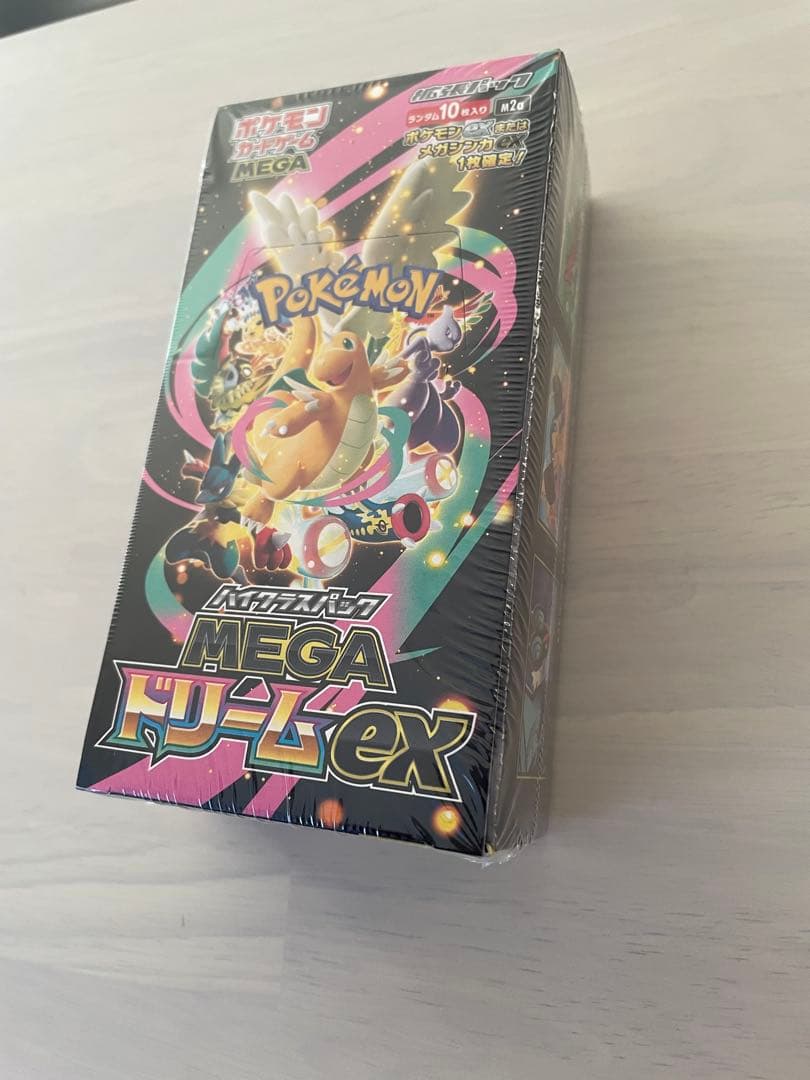 ポケモン
カードゲーム
MEGA
拡張パック
ランダム10枚入り
M2a
ポケモンexまたは
メガシンカex
1枚確定!
POKéMON
ハイクラスパック
MEGA
ドリームex